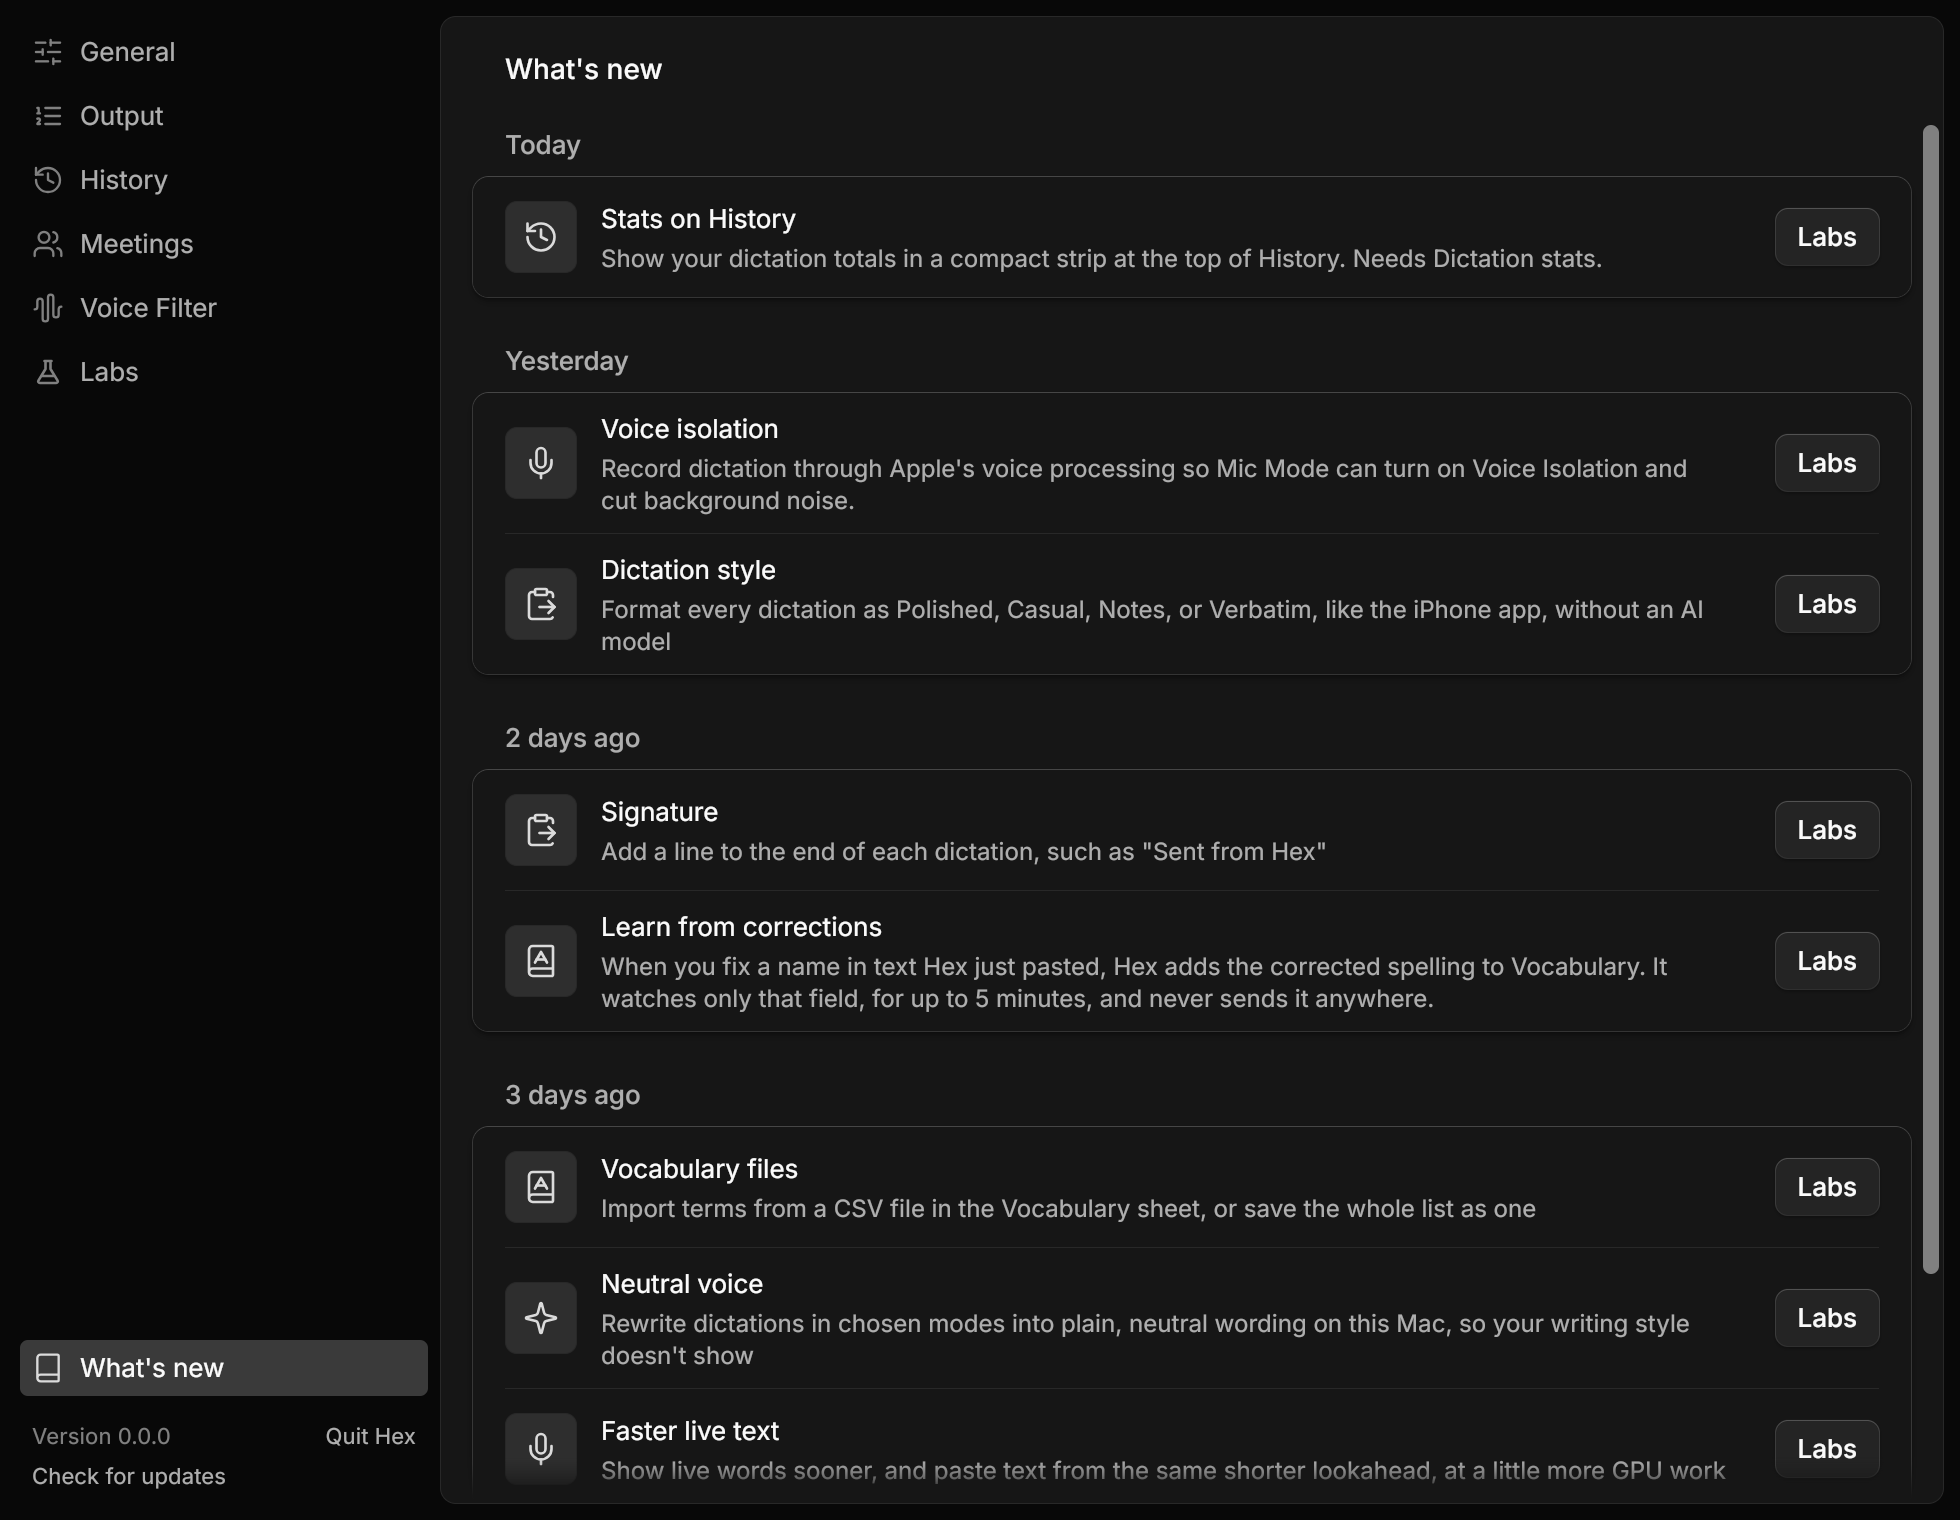 General
Output
History
Meetings
Voice Filter
Labs
What's new
Version 0.0.0
Quit Hex
Check for updates
What's new
Today
Stats on History
Show your dictation totals in a compact strip at the top of History. Needs Dictation stats.
Labs
Yesterday
Voice isolation
Record dictation through Apple's voice processing so Mic Mode can turn on Voice Isolation and
cut background noise.
Labs
Dictation style
Format every dictation as Polished, Casual, Notes, or Verbatim, like the iPhone app, without an AI
model
Labs
2 days ago
Signature
Add a line to the end of each dictation, such as "Sent from Hex"
Labs
Learn from corrections
When you fix a name in text Hex just pasted, Hex adds the corrected spelling to Vocabulary. It
watches only that field, for up to 5 minutes, and never sends it anywhere.
Labs
3 days ago
Vocabulary files
Import terms from a CSV file in the Vocabulary sheet, or save the whole list as one
Labs
Neutral voice
Rewrite dictations in chosen modes into plain, neutral wording on this Mac, so your writing style
doesn't show
Labs
Faster live text
Show live words sooner, and paste text from the same shorter lookahead, at a little more GPU work
Labs